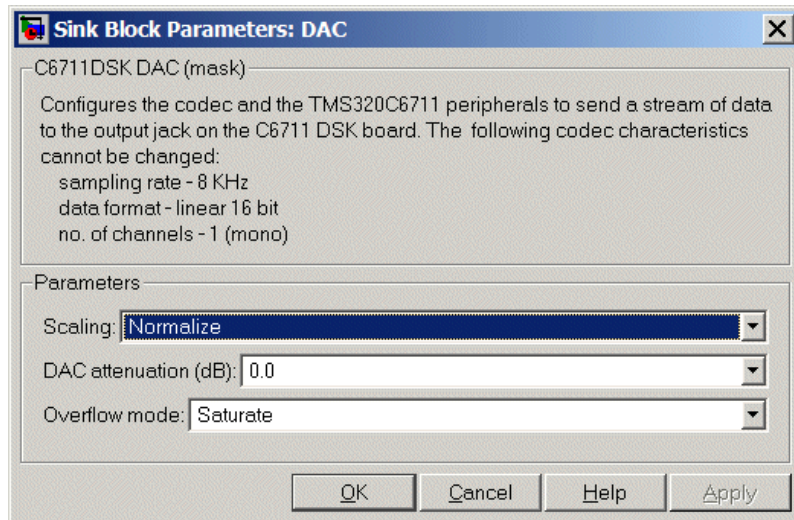 Sink Block Parameters: DAC
C6711DSK DAC (mask)
Configures the codec and the TMS320C6711 peripherals to send a stream of data
to the output jack on the C6711 DSK board. The following codec characteristics
cannot be changed:
sampling rate - 8 KHz
data format - linear 16 bit
no. of channels - 1 (mono)
Parameters
Scaling: Normalize
DAC attenuation (dB): 0.0
Overflow mode: Saturate
OK Cancel Help Apply